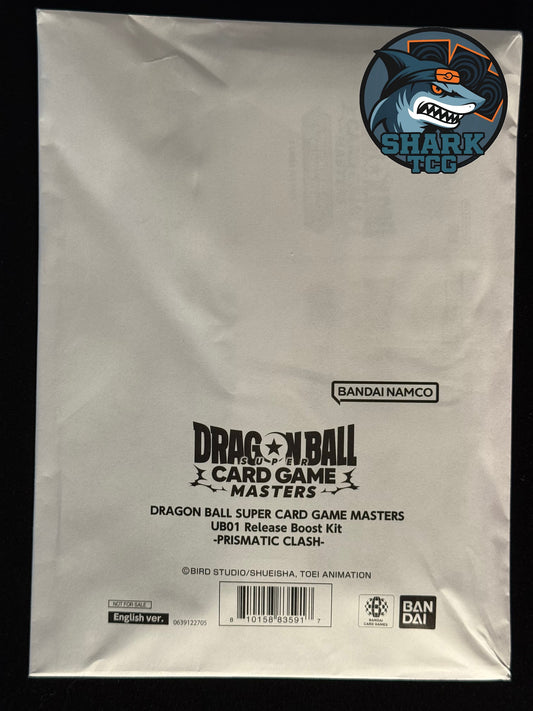 SHARK
TCG
BANDAI NAMCO
DRAGON BALL
SUPER
CARD GAME
MASTERS
DRAGON BALL SUPER CARD GAME MASTERS
UB01 Release Boost Kit
-PRISMATIC CLASH-
©BIRD STUDIO/SHUEISHA, TOEI ANIMATION
NOT FOR SALE
English ver.
0639122705
8 10158 83591 7
BANDAI
CARD GAMES
BAN
DAI